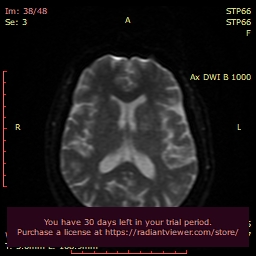 Im: 38/48
Se: 3
A
STP66
STP66
F
Ax DWI B 1000
R
L
You have 30 days left in your trial period.
Purchase a license at https://radiantviewer.com/store/